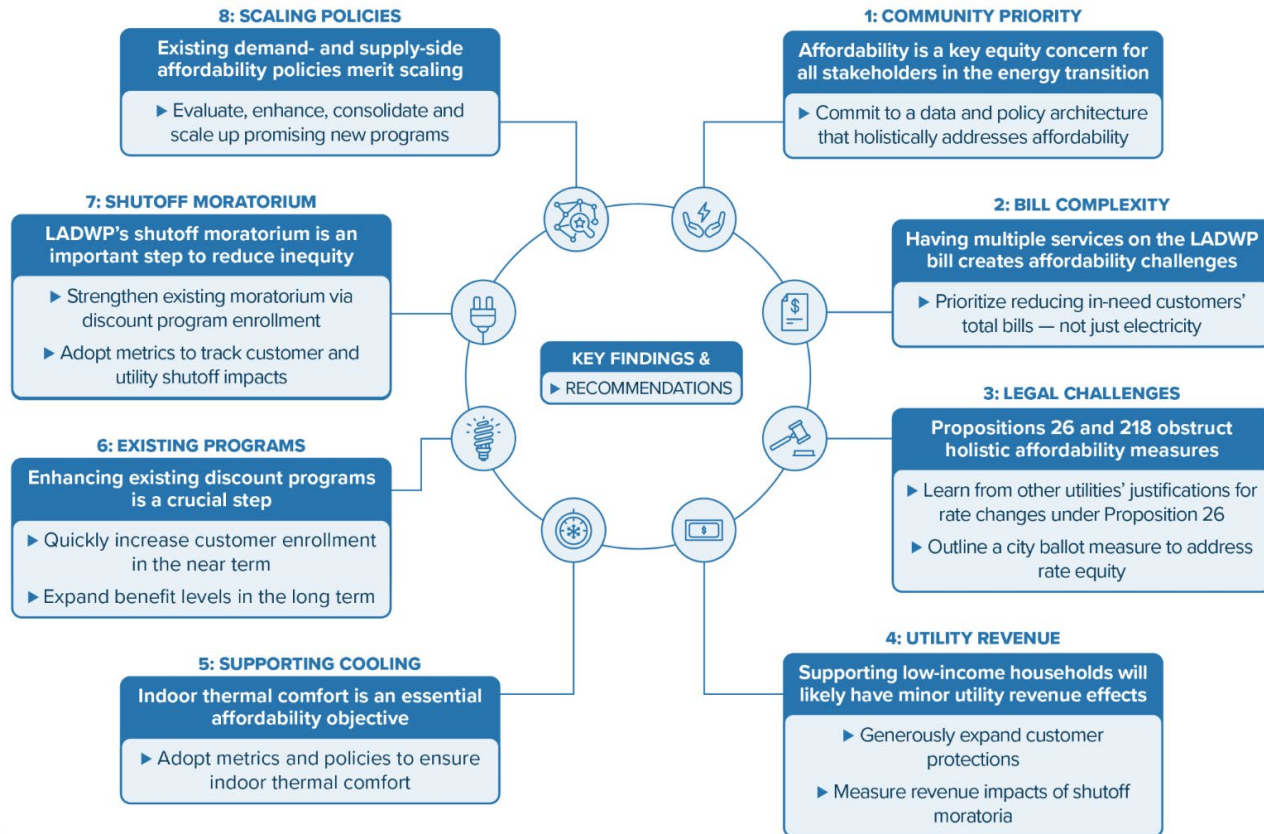 8: SCALING POLICIES
Existing demand- and supply-side
affordability policies merit scaling
▶ Evaluate, enhance, consolidate and
scale up promising new programs
1: COMMUNITY PRIORITY
Affordability is a key equity concern for
all stakeholders in the energy transition
▶ Commit to a data and policy architecture
that holistically addresses affordability
7: SHUTOFF MORATORIUM
LADWP’s shutoff moratorium is an
important step to reduce inequity
▶ Strengthen existing moratorium via
discount program enrollment
▶ Adopt metrics to track customer and
utility shutoff impacts
2: BILL COMPLEXITY
Having multiple services on the LADWP
bill creates affordability challenges
▶ Prioritize reducing in-need customers’
total bills — not just electricity
KEY FINDINGS &
▶ RECOMMENDATIONS
$
3: LEGAL CHALLENGES
Propositions 26 and 218 obstruct
holistic affordability measures
▶ Learn from other utilities’ justifications for
rate changes under Proposition 26
▶ Outline a city ballot measure to address
rate equity
6: EXISTING PROGRAMS
Enhancing existing discount programs
is a crucial step
▶ Quickly increase customer enrollment
in the near term
▶ Expand benefit levels in the long term
$
5: SUPPORTING COOLING
Indoor thermal comfort is an essential
affordability objective
▶ Adopt metrics and policies to ensure
indoor thermal comfort
4: UTILITY REVENUE
Supporting low-income households will
likely have minor utility revenue effects
▶ Generously expand customer
protections
▶ Measure revenue impacts of shutoff
moratoria